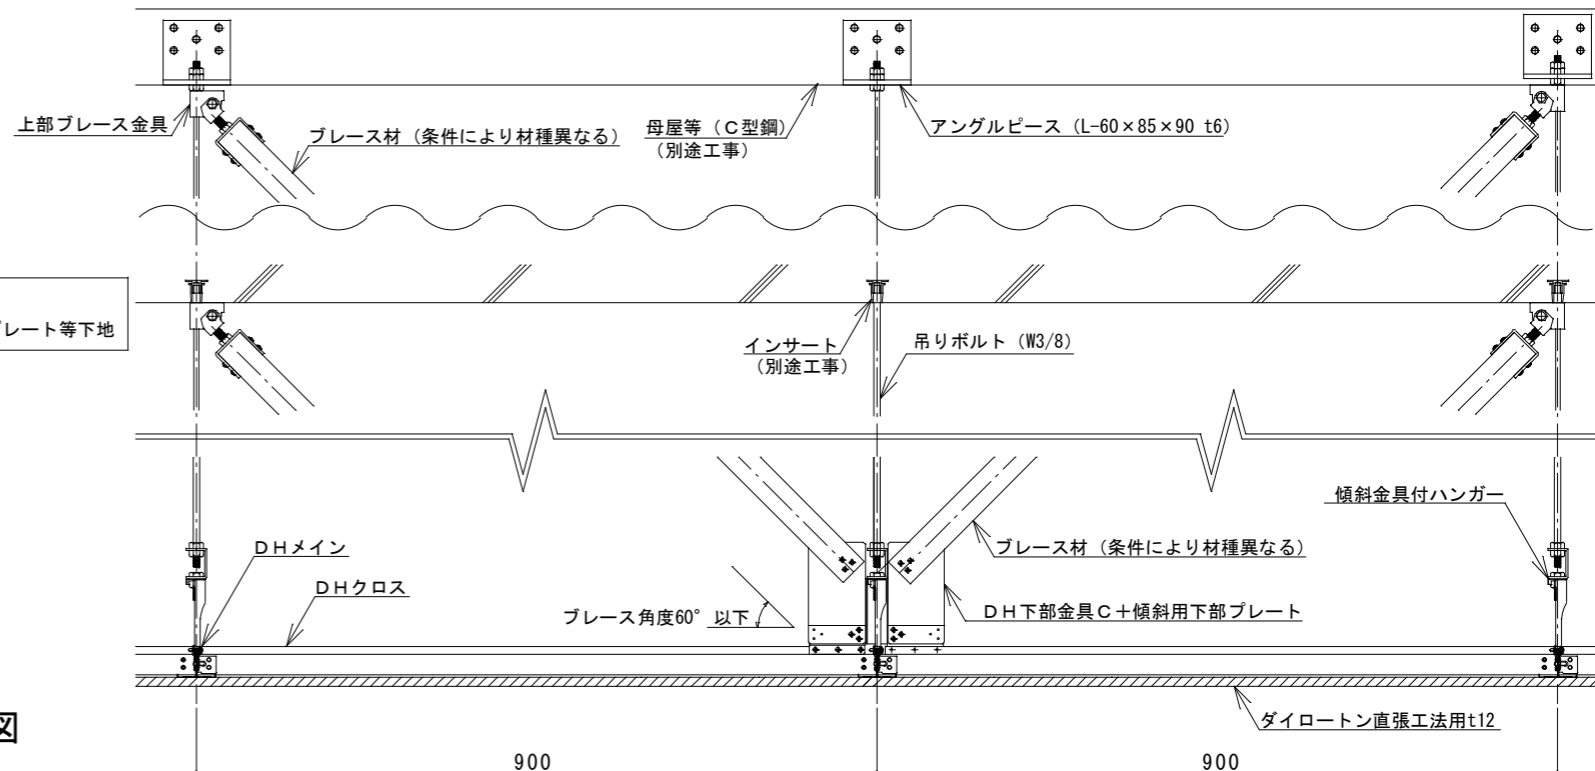 上部ブレース金具
ブレース材（条件により材種異なる）
母屋等（C型鋼）
（別途工事）
アングルピース（L-60×85×90 t6）
レート等下地
インサート
（別途工事）
吊りボルト（W3/8）
傾斜金具付ハンガー
DHメイン
DHクロス
ブレース角度60°以下
ブレース材（条件により材種異なる）
DH下部金具C＋傾斜用下部プレート
ダイロートン直張工法用t12
図
900
900